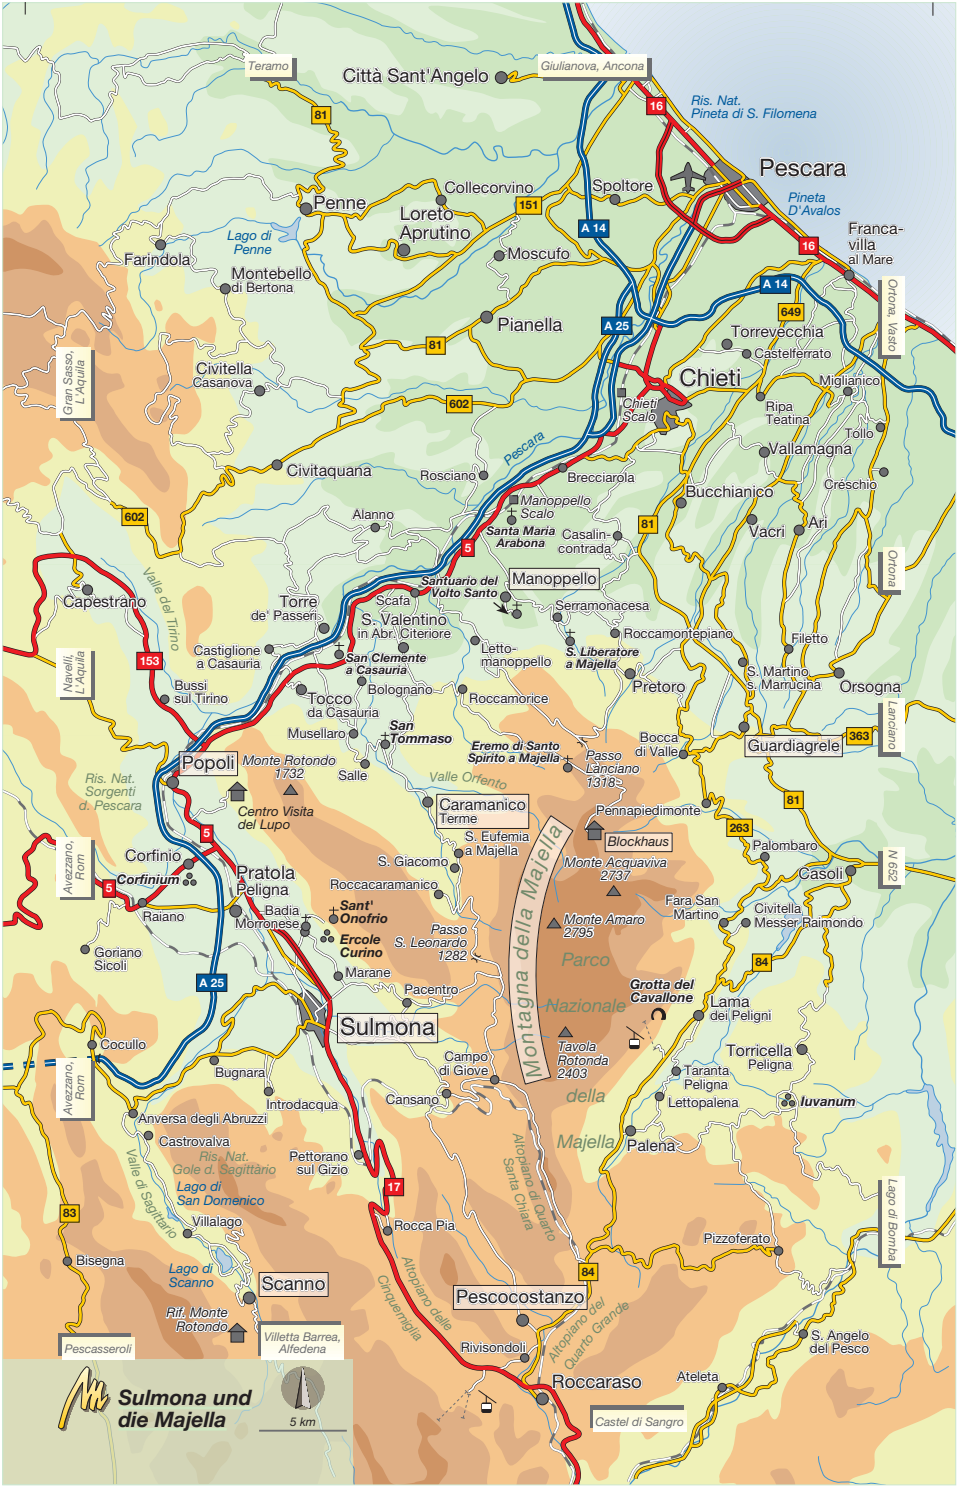 Teramo
Città Sant'Angelo
Giulianova, Ancona
81
16
Ris. Nat.
Pineta di S. Filomena
Pescara
Pineta
D'Avalos
Collecorvino
Spoltore
151
Penne
Loreto
Aprutino
A 14
16
Franca-
villa
al Mare
Lago di
Penne
Farindola
Moscufo
Montebello
di Bertona
A 14
Ortona, Vasto
649
Pianella
A 25
Torrevecchia
81
Castelferrato
Gran Sasso,
L'Aquila
Civitella
Casanova
Chieti
Miglianico
602
Chieti
Scalo
Ripa
Teatina
Tollo
Pescara
Vallamagna
Civitaquana
Rosciano
Brecciarola
Créschio
Bucchianico
Manoppello
Scalo
602
Alanno
Santa Maria
Arabona
81
Vacri
Ari
Casalin-
contrada
5
Valle del Tirino
Santuario del
Volto Santo
Manoppello
Ortona
Capestrano
Torre
de' Passeri
Scafa
S. Valentino
in Abr. Citeriore
Serramonacesa
Roccamontepiano
Filetto
Castiglione
a Casauria
San Clemente
a Casauria
Letto-
manoppello
S. Liberatore
a Majella
Navelli,
L'Aquila
153
S. Martino
s. Marrucina
Bussi
sul Tirino
Tocco
da Casauria
Bolognano
Roccamorice
Pretoro
Orsogna
Musellaro
San
Tommaso
Bocca
di Valle
Guardiagrele
363
Lanciano
Popoli
Monte Rotondo
1732
Salle
Eremo di Santo
Spirito a Majella
Passo
Lanciano
1318
Ris. Nat.
Sorgenti
d. Pescara
Valle Orfento
Centro Visita
del Lupo
Caramanico
Terme
Pennapiedimonte
81
5
Blockhaus
263
S. Eufemia
a Majella
Palombaro
Avezzano,
Rom
Corfinio
Corfinium
S. Giacomo
Monte Acquaviva
2737
Casoli
N 652
Pratola
Peligna
5
Roccacaramanico
Raiano
Badia
Morronese
Sant'
Onofrio
Fara San
Martino
Civitella
Messer Raimondo
Monte Amaro
2795
Montagna della Majella
Passo
S. Leonardo
1282
Ercole
Curino
Goriano
Sicoli
Parco
84
Marane
A 25
Pacentro
Grotta del
Cavallone
Nazionale
Lama
dei Peligni
Sulmona
Cocullo
Tavola
Rotonda
2403
Torricella
Peligna
Campo
di Giove
Bugnara
Taranta
Peligna
Avezzano,
Rom
Introdacqua
Cansano
della
Lettopalena
Iuvanum
Anversa degli Abruzzi
Castrovalva
Majella
Palena
Ris. Nat.
Gole d. Sagittario
Pettorano
sul Gizio
Altopiano di Quarto
Santa Chiara
Valle di Sagittario
Lago di
San Domenico
17
Lago di Bomba
83
Villalago
Rocca Pia
Pizzoferato
Bisegna
Lago di
Scanno
Altopiano delle
Cinquemiglia
84
Scanno
Pescocostanzo
Rif. Monte
Rotondo
Altopiano del
Quarto Grande
Pescasseroli
Villetta Barrea,
Alfedena
Rivisondoli
S. Angelo
del Pesco
Roccaraso
Ateleta
Sulmona und
die Majella
5 km
Castel di Sangro